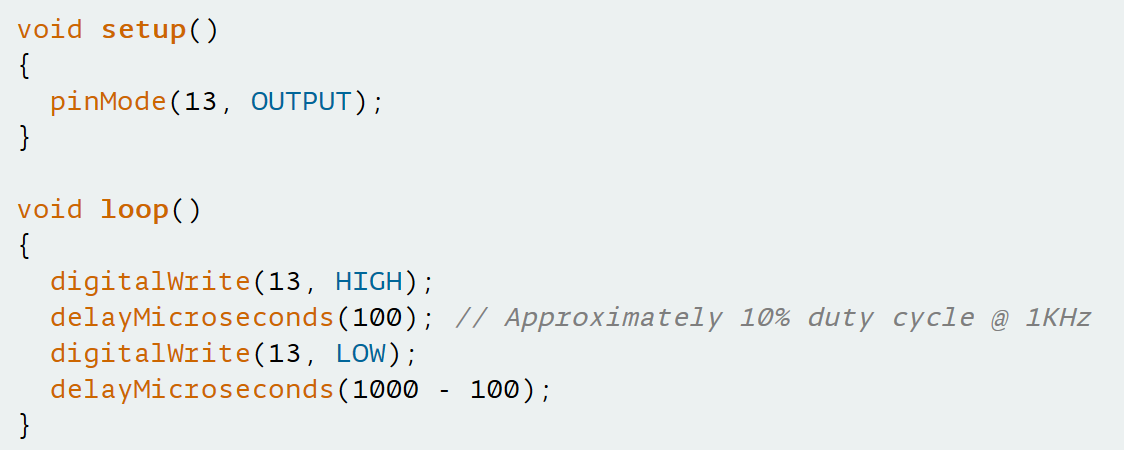 void setup()
{
  pinMode(13, OUTPUT);
}

void loop()
{
  digitalWrite(13, HIGH);
  delayMicroseconds(100); // Approximately 10% duty cycle @ 1KHz
  digitalWrite(13, LOW);
  delayMicroseconds(1000 - 100);
}